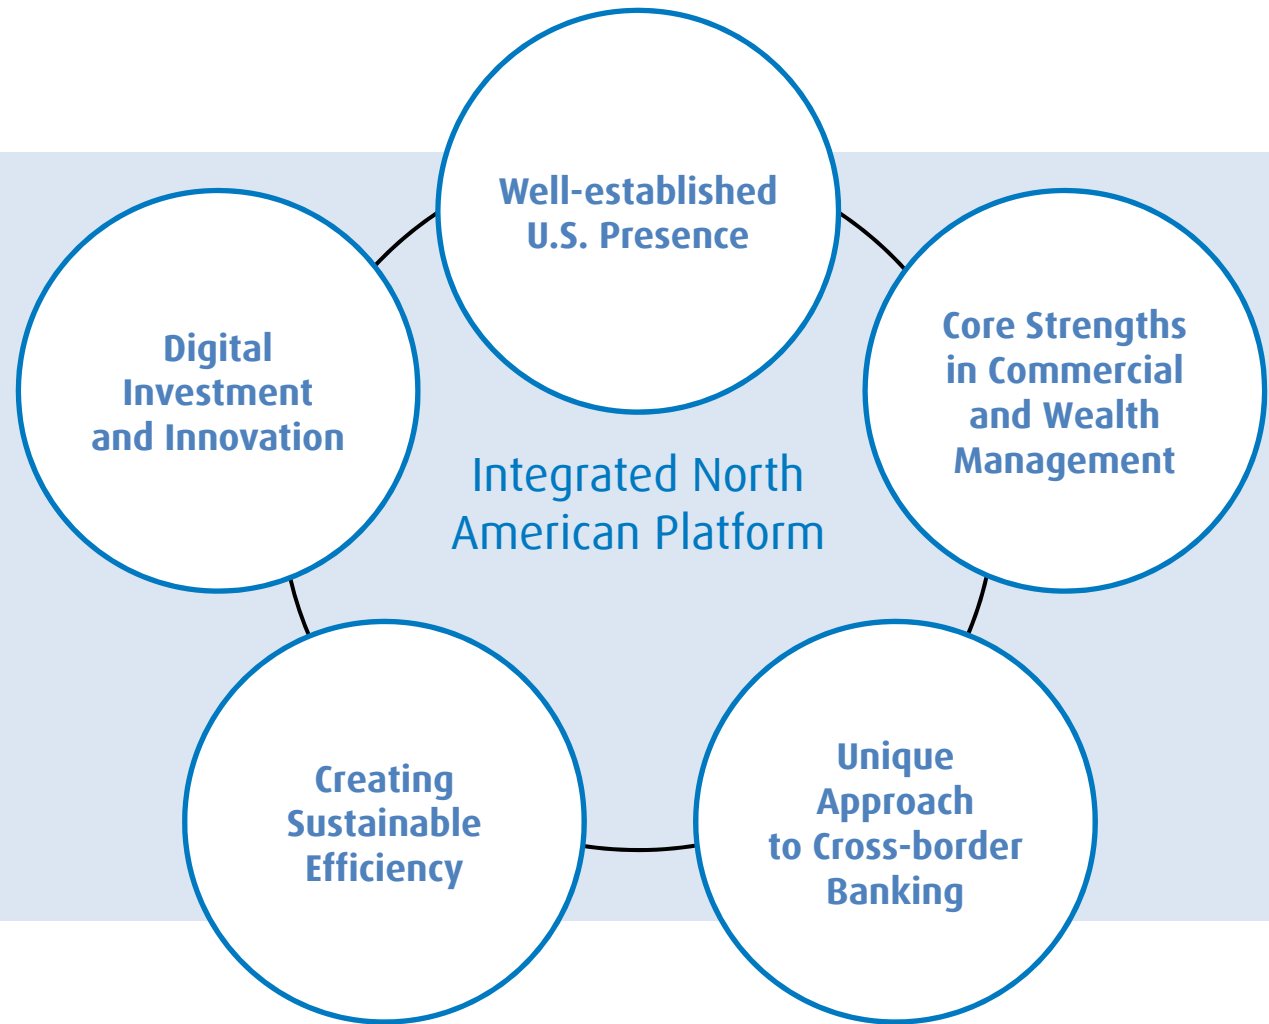 Well-established
U.S. Presence
Core Strengths
in Commercial
and Wealth
Management
Digital
Investment
and Innovation
Integrated North
American Platform
Unique
Approach
to Cross-border
Banking
Creating
Sustainable
Efficiency